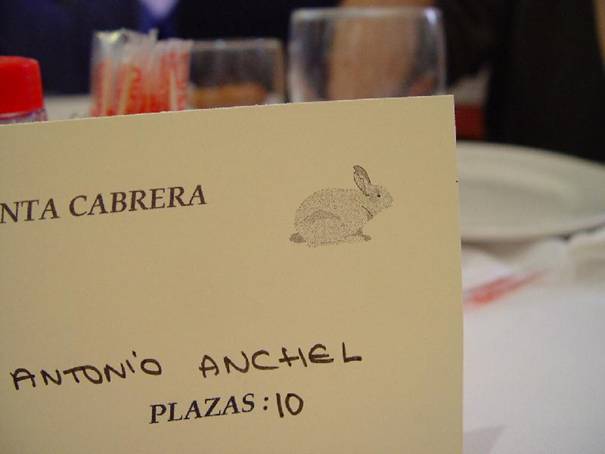 NTA CABRERA
ANTONIO ANCHEL
PLAZAS: 10